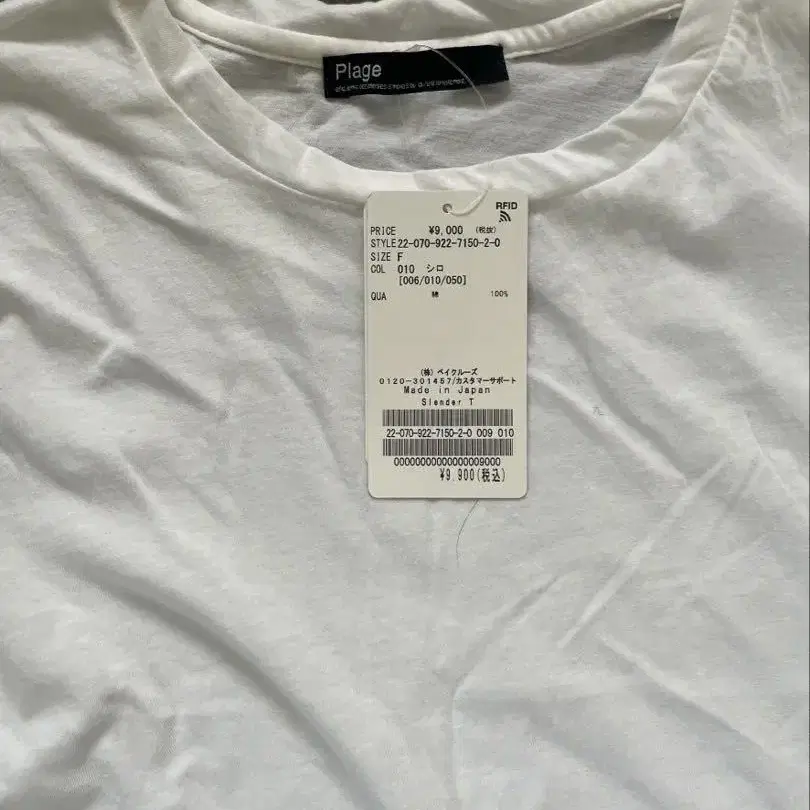 Plage
RFID
PRICE ¥9,000 (税抜)
STYLE 22-070-922-7150-2-0
SIZE F
COL 010 シロ
[006/010/050]
QUA 綿 100%
(株) ベイクルーズ
0120-301457/カスタマーサポート
Made in Japan
Slender T
22-070-922-7150-2-0 009 010
00000000000000009000
¥9,900(税込)